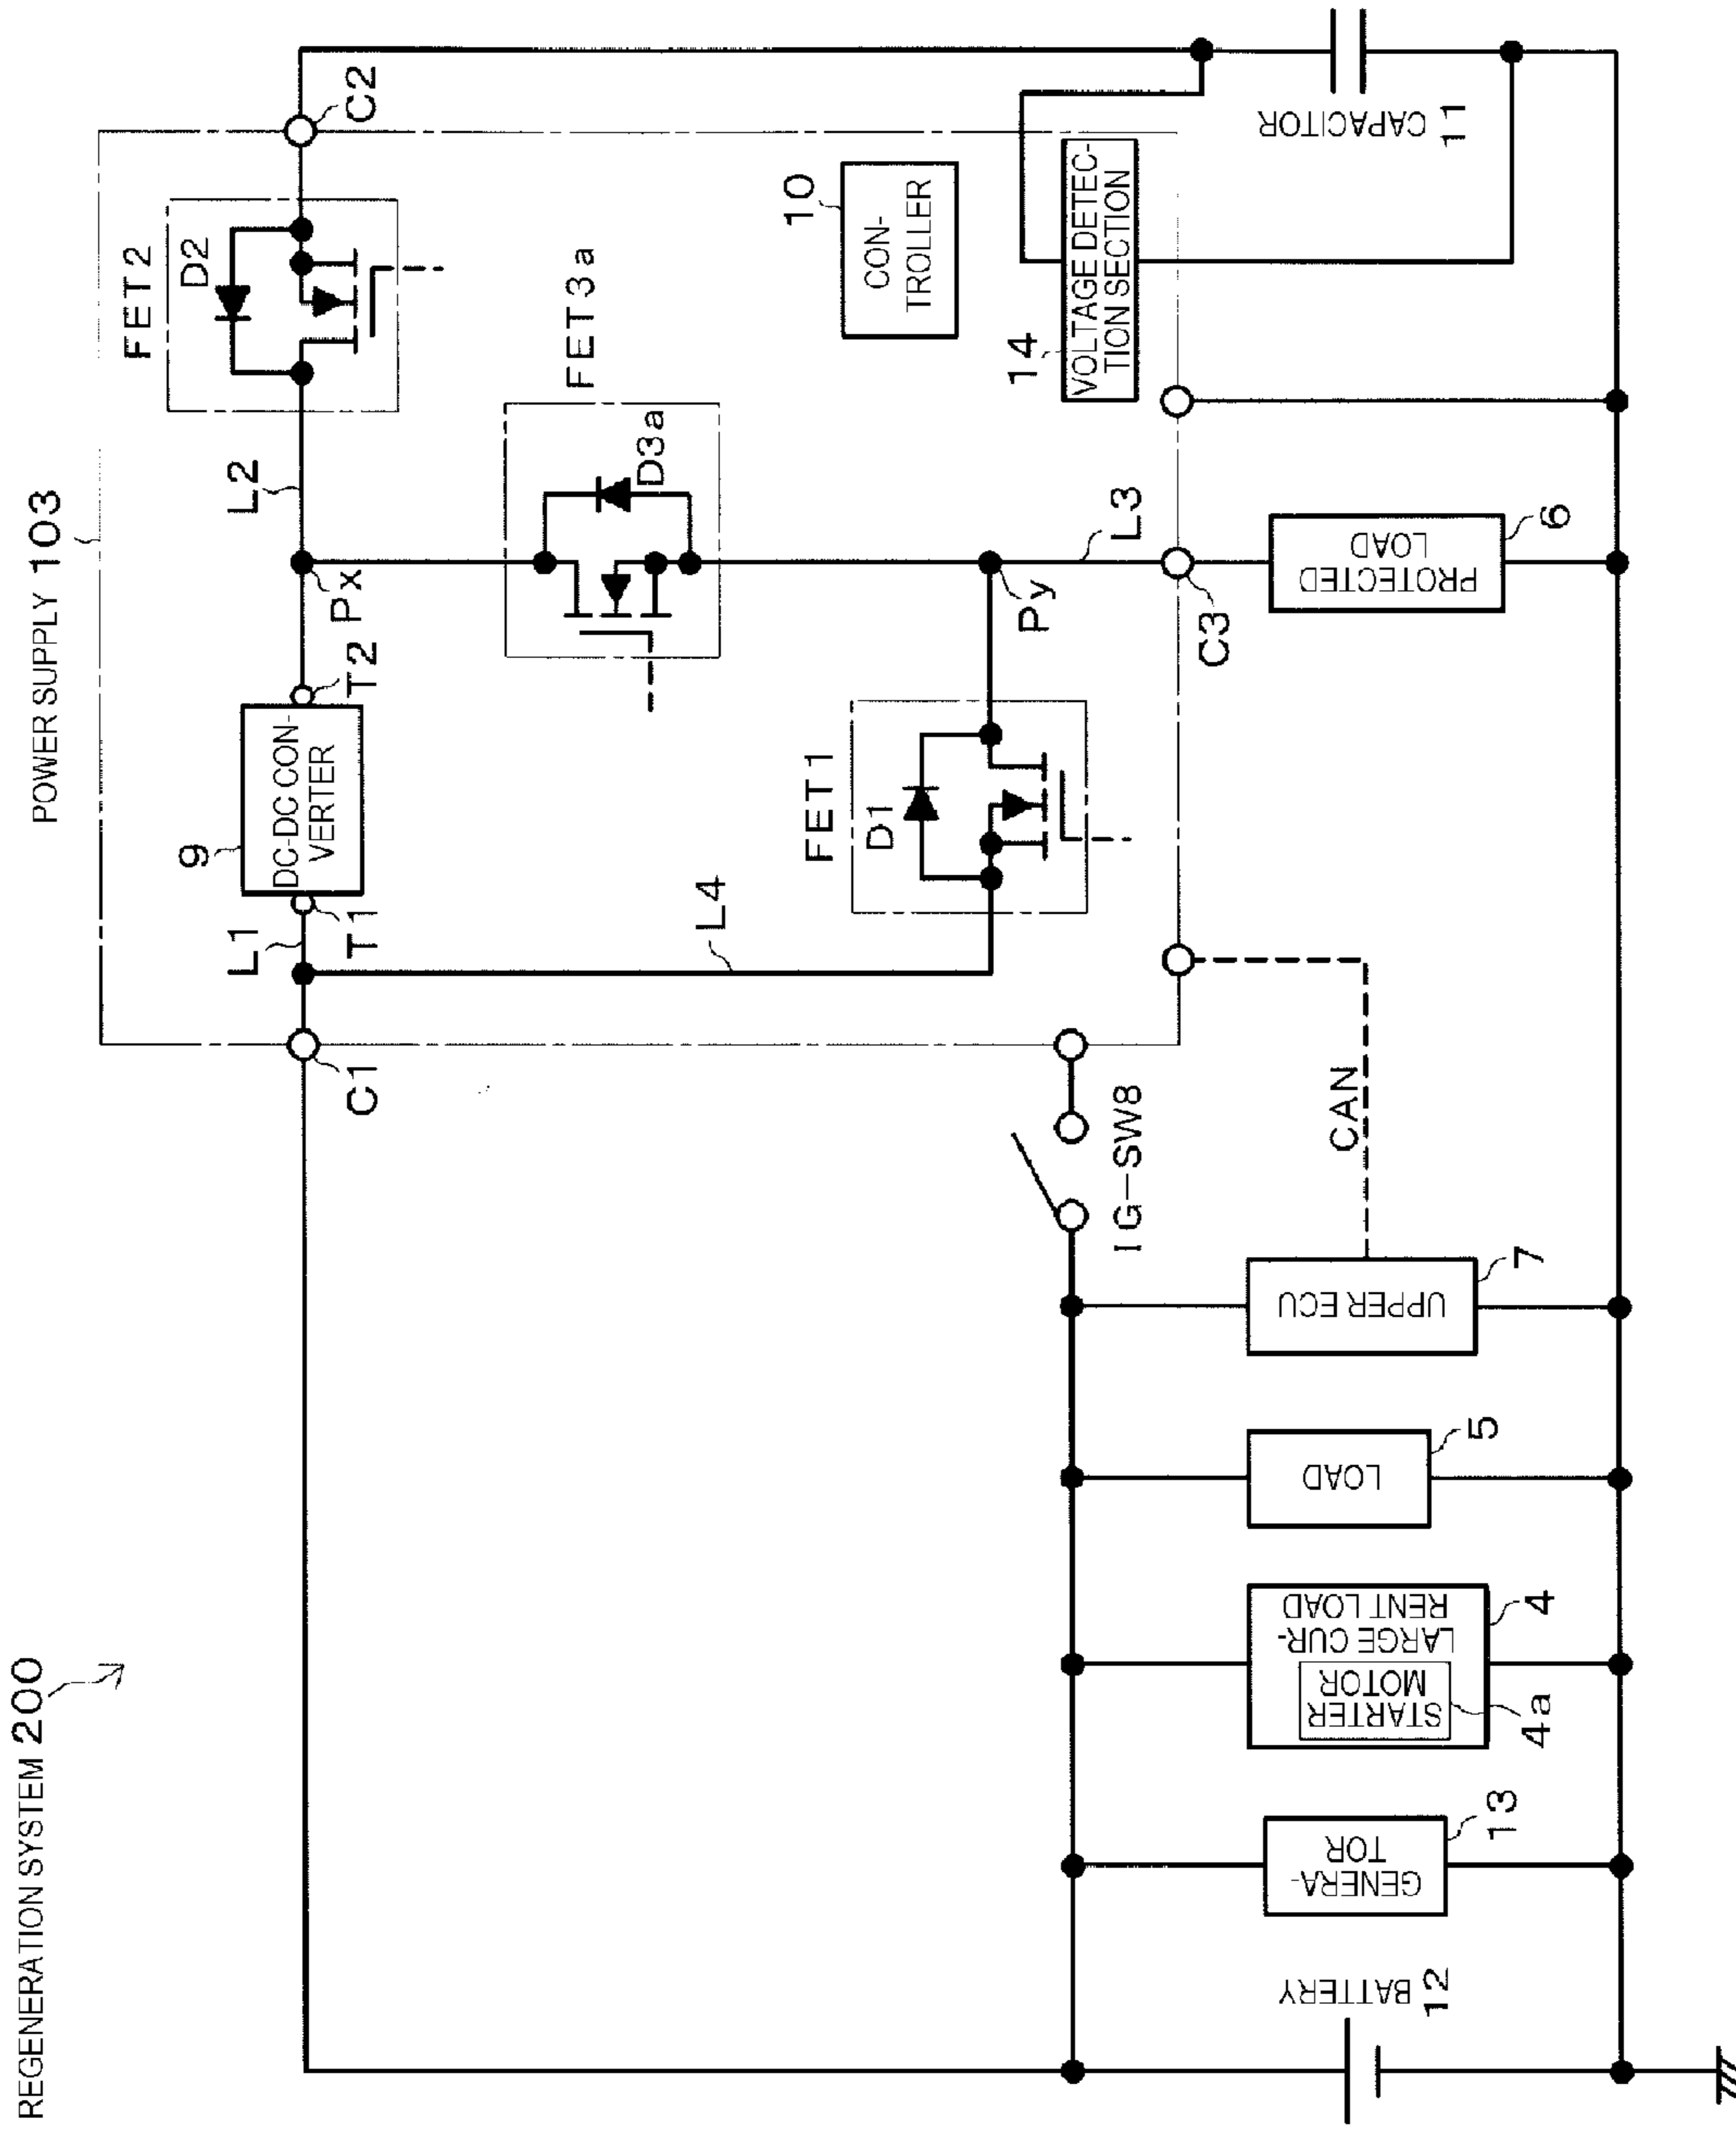 REGENERATION SYSTEM 200
POWER SUPPLY 103
FET2
D2
C2
L2
Px
T2
9
DC-DC CON-
VERTER
L1
T1
C1
FET3a
D3a
10
CON-
TROLLER
14
VOLTAGE DETEC-
TION SECTION
CAPACITOR
11
FET1
D1
L4
Py
L3
C3
PROTECTED
LOAD
6
IG-SW8
CAN
UPPER ECU
7
LOAD
5
LARGE CUR-
RENT LOAD
4
STARTER
MOTOR
4a
GENERA-
TOR
13
BATTERY
12